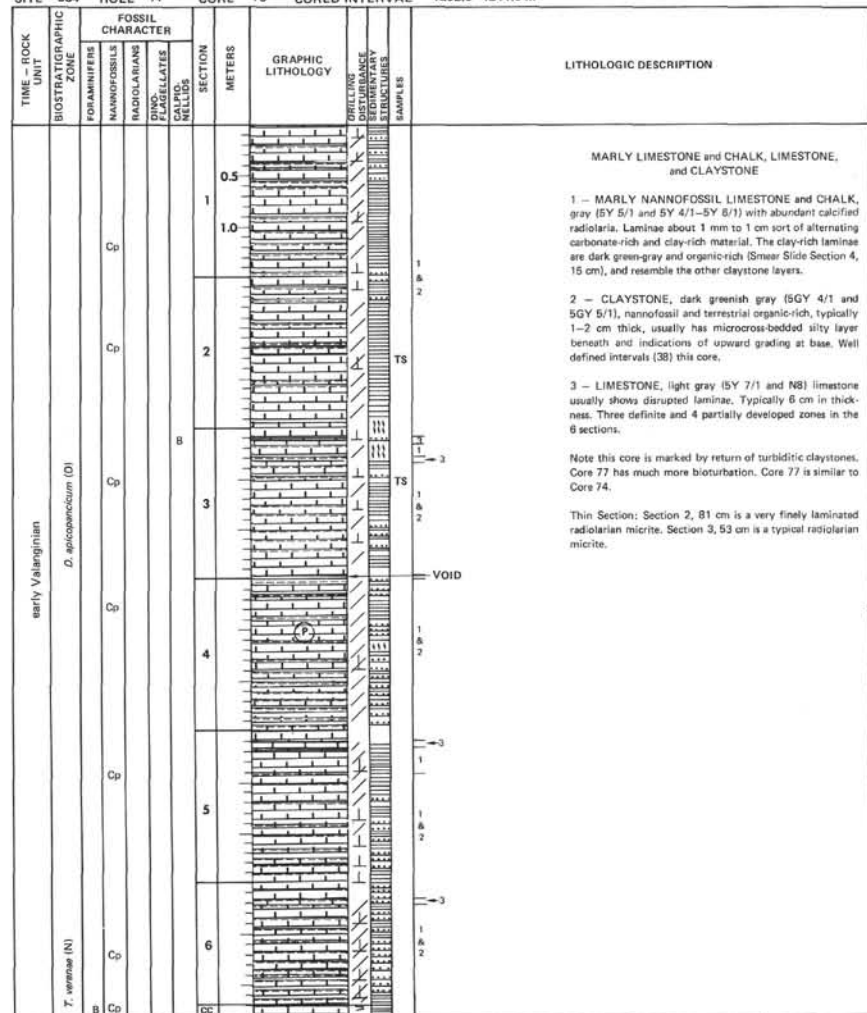 SITE HOLE CORE CORED INTERVAL
TIME – ROCK UNIT
BIOSTRATIGRAPHIC ZONE
FOSSIL CHARACTER
FORAMINIFERS
NANNOFOSSILS
RADIOLARIANS
DINO-FLAGELLATES
CALPIO-NELLIDS
SECTION
METERS
GRAPHIC LITHOLOGY
DRILLING DISTURBANCE
SEDIMENTARY STRUCTURES
SAMPLES
LITHOLOGIC DESCRIPTION
early Valanginian
D. apicopancicum (D)
T. verenae (N)
Cp
Cp
Cp
Cp
Cp
Cp
B Cp
B
1
0.5
1.0
2
3
4
5
6
CC
P
TS
TS
1
&
2
3
1
3
1
&
2
VOID
1
&
2
3
1
1
&
2
3
1
&
2
MARLY LIMESTONE and CHALK, LIMESTONE,
and CLAYSTONE
1 – MARLY NANNOFOSSIL LIMESTONE and CHALK,
gray (5Y 5/1 and 5Y 4/1–5Y 6/1) with abundant calcified
radiolaria. Laminae about 1 mm to 1 cm sort of alternating
carbonate-rich and clay-rich material. The clay-rich laminae
are dark green-gray and organic-rich (Smear Slide Section 4,
15 cm), and resemble the other claystone layers.
2 – CLAYSTONE, dark greenish gray (5GY 4/1 and
5GY 5/1), nannofossil and terrestrial organic-rich, typically
1–2 cm thick, usually has microcross-bedded silty layer
beneath and indications of upward grading at base. Well
defined intervals (38) this core.
3 – LIMESTONE, light gray (5Y 7/1 and N8) limestone
usually shows disrupted laminae. Typically 6 cm in thick-
ness. Three definite and 4 partially developed zones in the
6 sections.
Note this core is marked by return of turbiditic claystones.
Core 77 has much more bioturbation. Core 77 is similar to
Core 74.
Thin Section: Section 2, 81 cm is a very finely laminated
radiolarian micrite. Section 3, 53 cm is a typical radiolarian
micrite.